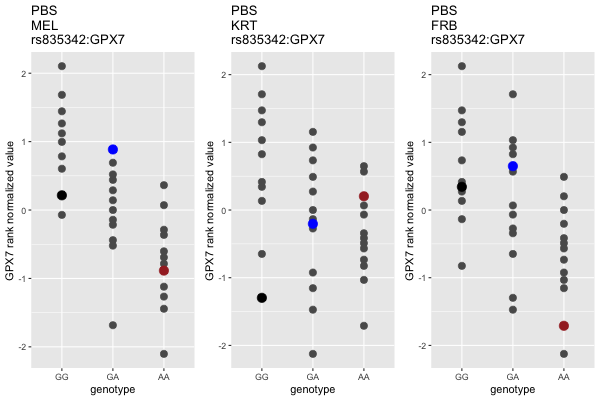 PBS
MEL
rs835342:GPX7
PBS
KRT
rs835342:GPX7
PBS
FRB
rs835342:GPX7
GPX7 rank normalized value
2
1
0
-1
-2
GG GA AA
genotype
GPX7 rank normalized value
2
1
0
-1
-2
GG GA AA
genotype
GPX7 rank normalized value
2
1
0
-1
-2
GG GA AA
genotype